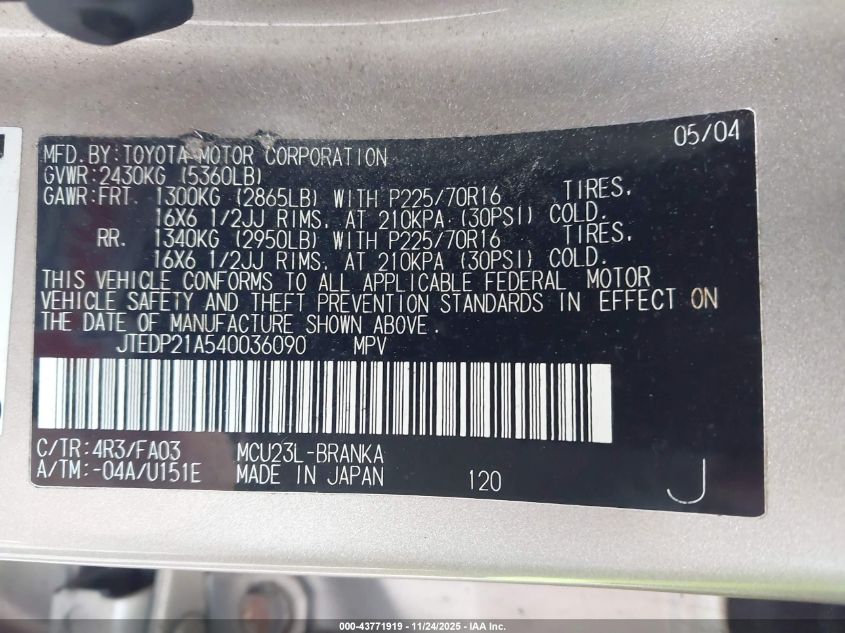 05/04
MFD. BY: TOYOTA MOTOR CORPORATION
GVWR: 2430KG (5360LB)
GAWR: FRT. 1300KG (2865LB) WITH P225/70R16 TIRES,
16X6 1/2JJ RIMS, AT 210KPA (30PSI) COLD.
RR. 1340KG (2950LB) WITH P225/70R16 TIRES,
16X6 1/2JJ RIMS, AT 210KPA (30PSI) COLD.
THIS VEHICLE CONFORMS TO ALL APPLICABLE FEDERAL MOTOR
VEHICLE SAFETY AND THEFT PREVENTION STANDARDS IN EFFECT ON
THE DATE OF MANUFACTURE SHOWN ABOVE.
JTEDP21A540036090 MPV
C/TR: 4R3/FA03 MCU23L-BRANKA
A/TM: -04A/U151E MADE IN JAPAN 120 J
000-43771919 - 11/24/2025 - IAA Inc.